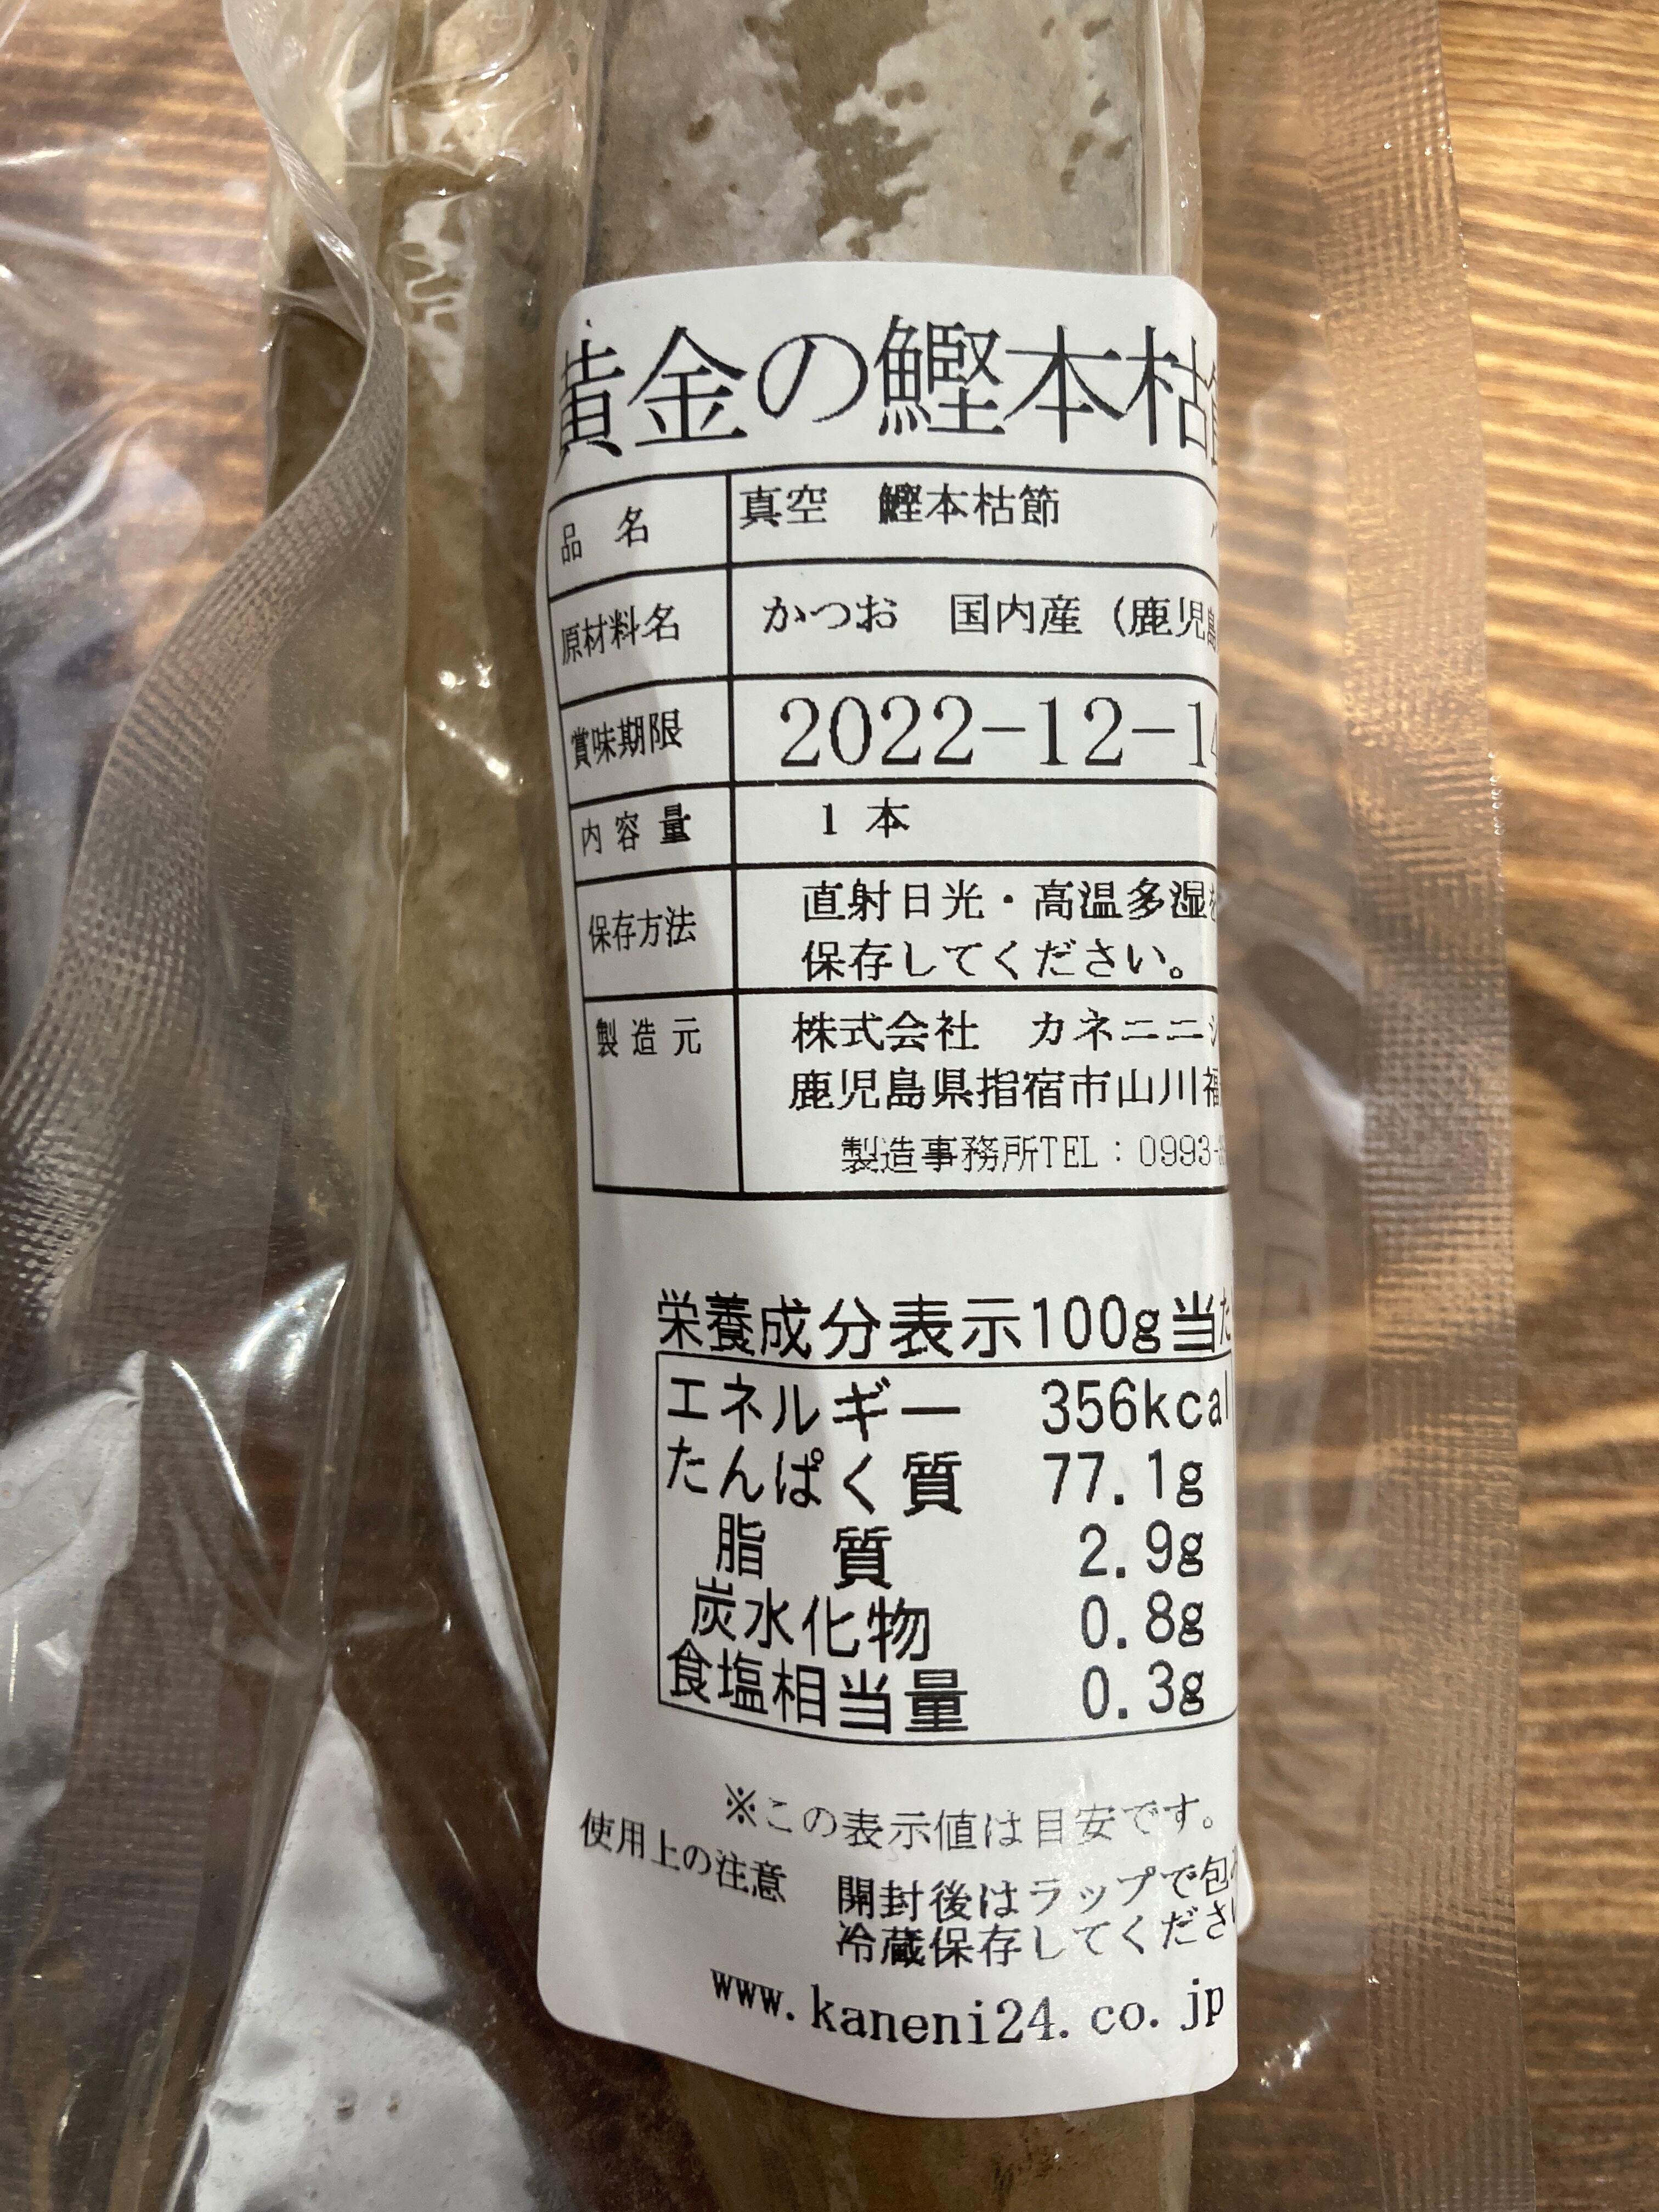 黄金の鰹本枯
品名 真空 鰹本枯節
原材料名 かつお 国内産（鹿児島
賞味期限 2022-12-14
内容量 1本
保存方法 直射日光・高温多湿を
保存してください。
製造元 株式会社 カネニニシ
鹿児島県指宿市山川福
製造事務所TEL：0993-
栄養成分表示100g当た
エネルギー 356kcal
たんぱく質 77.1g
脂質 2.9g
炭水化物 0.8g
食塩相当量 0.3g
※この表示値は目安です。
使用上の注意 開封後はラップで包み
冷蔵保存してくださ
www.kaneni24.co.jp